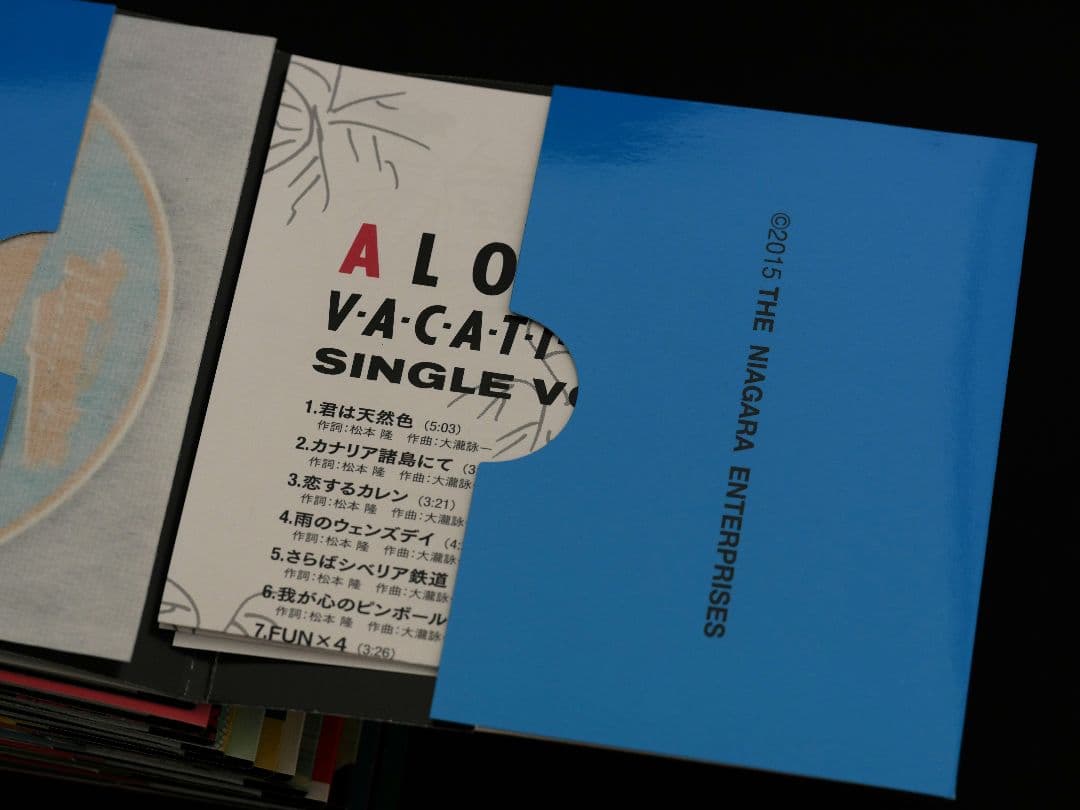 A LO
V·A·C·A·T·I
SINGLE VO
1.君は天然色 (5:03)
作詞:松本 隆 作曲:大瀧詠一
2.カナリア諸島にて (3
作詞:松本 隆 作曲:大瀧詠
3.恋するカレン (3:21)
作詞:松本 隆 作曲:大瀧詠
4.雨のウェンズデイ (4:
作詞:松本 隆 作曲:大瀧詠
5.さらばシベリア鉄道
作詞:松本 隆 作曲:大瀧詠
6.我が心のピンボール
作詞:松本 隆 作曲:大瀧
7.FUN×4 (3:26)
©2015 THE NIAGARA ENTERPRISES